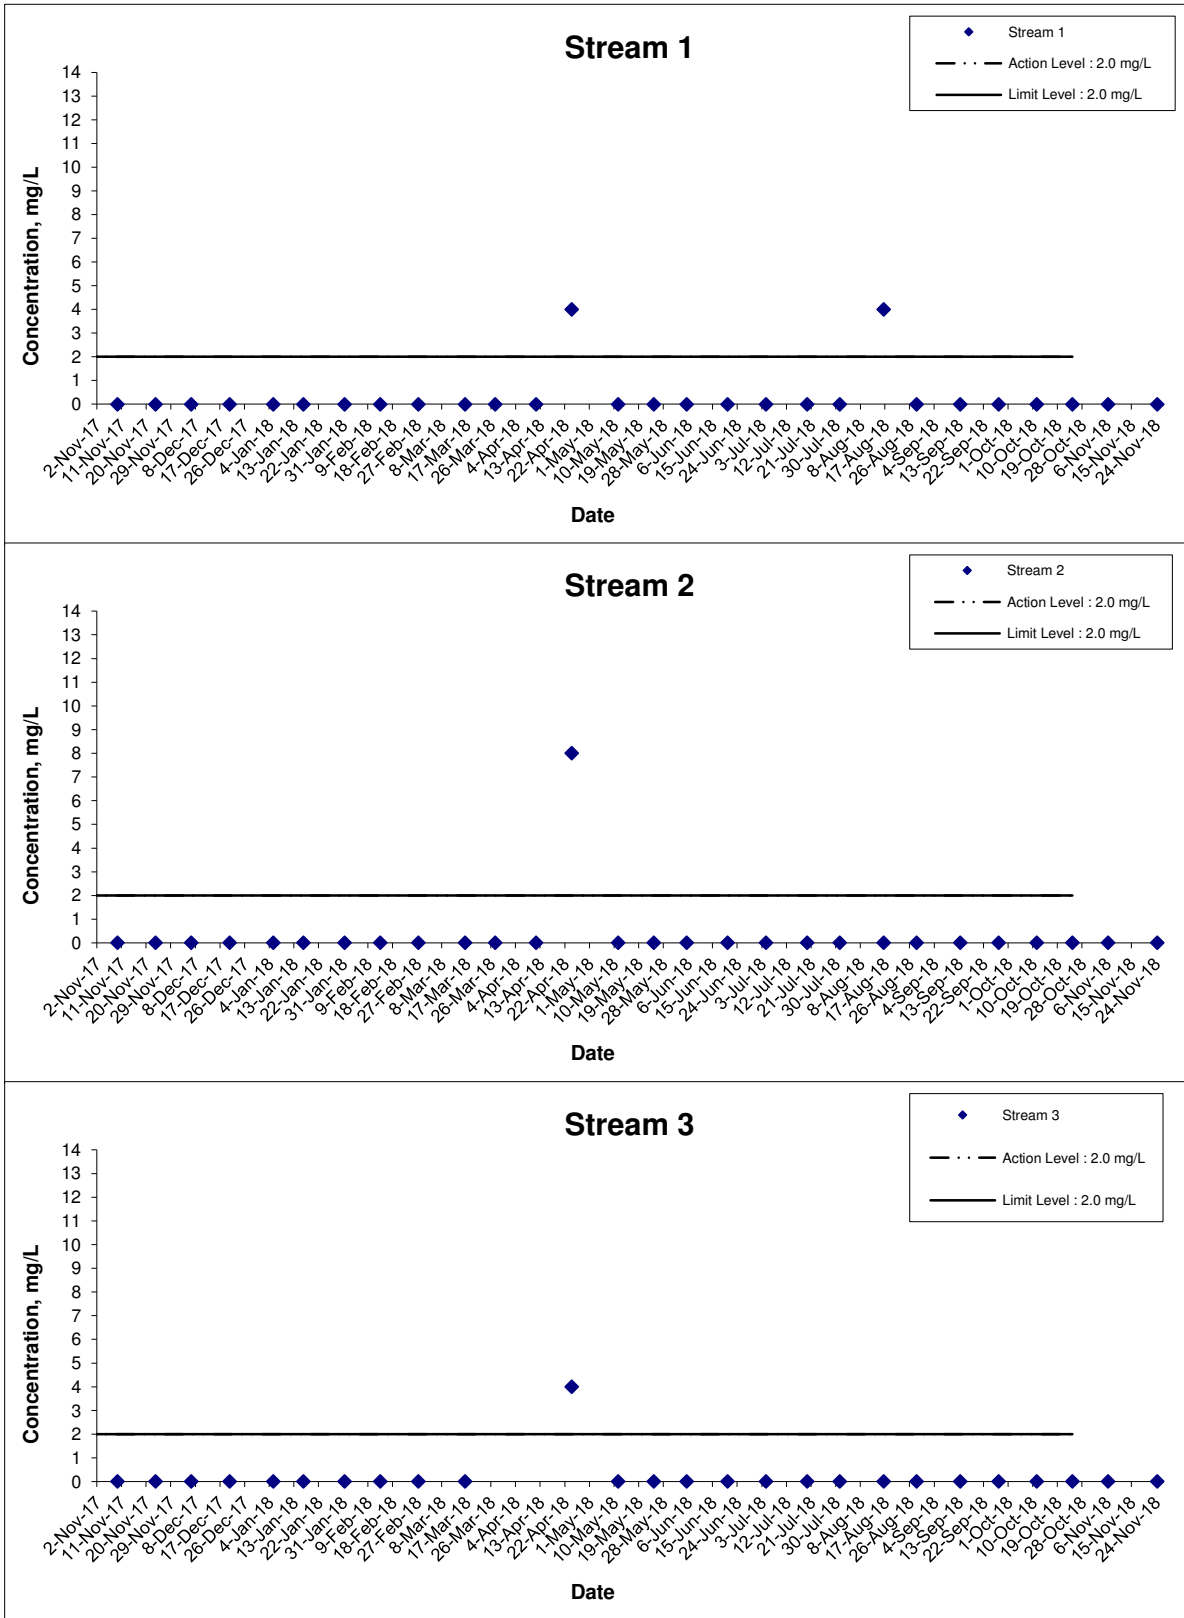 Stream 1
Stream 1
Action Level : 2.0 mg/L
Limit Level : 2.0 mg/L
Concentration, mg/L
14
13
12
11
10
9
8
7
6
5
4
3
2
1
0
2-Nov-17
11-Nov-17
20-Nov-17
29-Nov-17
8-Dec-17
17-Dec-17
26-Dec-17
4-Jan-18
13-Jan-18
22-Jan-18
31-Jan-18
9-Feb-18
18-Feb-18
27-Feb-18
8-Mar-18
17-Mar-18
26-Mar-18
4-Apr-18
13-Apr-18
22-Apr-18
1-May-18
10-May-18
19-May-18
28-May-18
6-Jun-18
15-Jun-18
24-Jun-18
3-Jul-18
12-Jul-18
21-Jul-18
30-Jul-18
8-Aug-18
17-Aug-18
26-Aug-18
4-Sep-18
13-Sep-18
22-Sep-18
1-Oct-18
10-Oct-18
19-Oct-18
28-Oct-18
6-Nov-18
15-Nov-18
24-Nov-18
Date
Stream 2
Stream 2
Action Level : 2.0 mg/L
Limit Level : 2.0 mg/L
Concentration, mg/L
14
13
12
11
10
9
8
7
6
5
4
3
2
1
0
2-Nov-17
11-Nov-17
20-Nov-17
29-Nov-17
8-Dec-17
17-Dec-17
26-Dec-17
4-Jan-18
13-Jan-18
22-Jan-18
31-Jan-18
9-Feb-18
18-Feb-18
27-Feb-18
8-Mar-18
17-Mar-18
26-Mar-18
4-Apr-18
13-Apr-18
22-Apr-18
1-May-18
10-May-18
19-May-18
28-May-18
6-Jun-18
15-Jun-18
24-Jun-18
3-Jul-18
12-Jul-18
21-Jul-18
30-Jul-18
8-Aug-18
17-Aug-18
26-Aug-18
4-Sep-18
13-Sep-18
22-Sep-18
1-Oct-18
10-Oct-18
19-Oct-18
28-Oct-18
6-Nov-18
15-Nov-18
24-Nov-18
Date
Stream 3
Stream 3
Action Level : 2.0 mg/L
Limit Level : 2.0 mg/L
Concentration, mg/L
14
13
12
11
10
9
8
7
6
5
4
3
2
1
0
2-Nov-17
11-Nov-17
20-Nov-17
29-Nov-17
8-Dec-17
17-Dec-17
26-Dec-17
4-Jan-18
13-Jan-18
22-Jan-18
31-Jan-18
9-Feb-18
18-Feb-18
27-Feb-18
8-Mar-18
17-Mar-18
26-Mar-18
4-Apr-18
13-Apr-18
22-Apr-18
1-May-18
10-May-18
19-May-18
28-May-18
6-Jun-18
15-Jun-18
24-Jun-18
3-Jul-18
12-Jul-18
21-Jul-18
30-Jul-18
8-Aug-18
17-Aug-18
26-Aug-18
4-Sep-18
13-Sep-18
22-Sep-18
1-Oct-18
10-Oct-18
19-Oct-18
28-Oct-18
6-Nov-18
15-Nov-18
24-Nov-18
Date